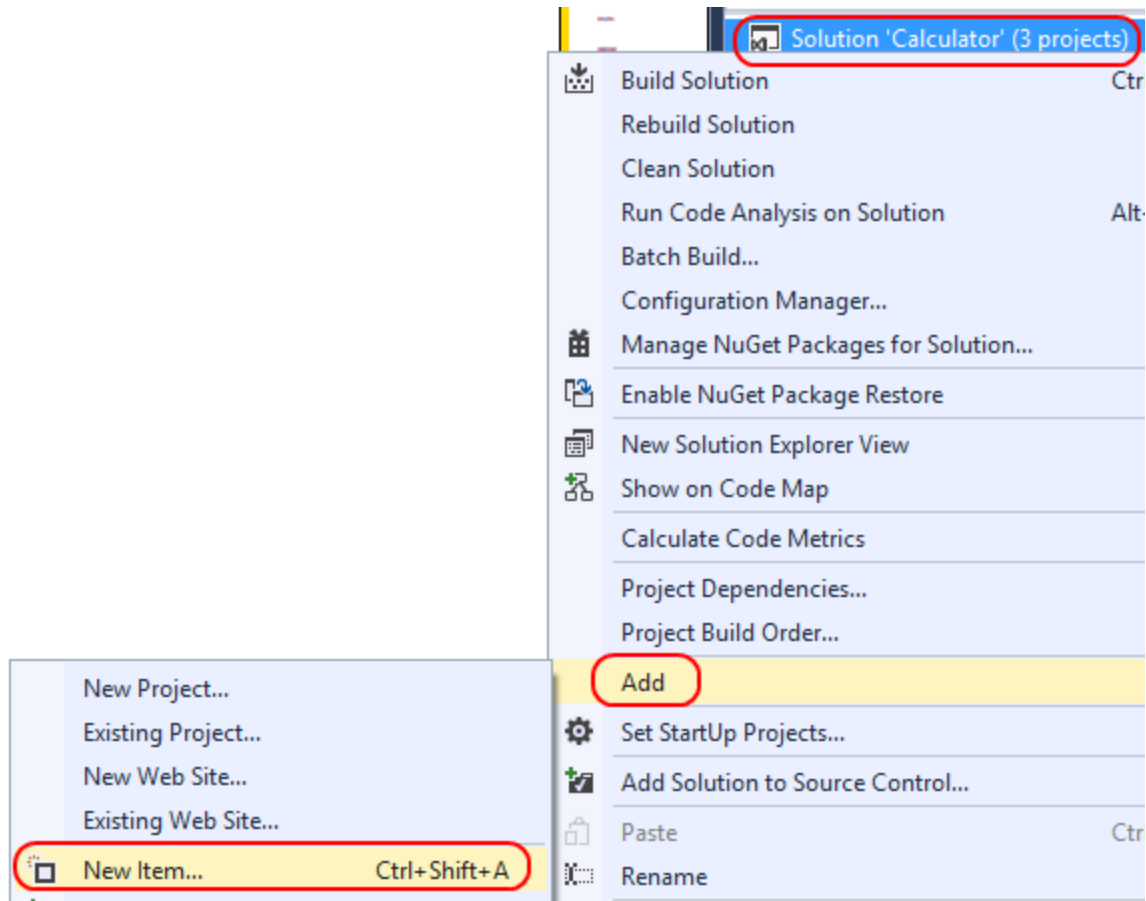 Solution 'Calculator' (3 projects)
Build Solution Ctr
Rebuild Solution
Clean Solution
Run Code Analysis on Solution Alt-
Batch Build...
Configuration Manager...
Manage NuGet Packages for Solution...
Enable NuGet Package Restore
New Solution Explorer View
Show on Code Map
Calculate Code Metrics
Project Dependencies...
Project Build Order...
Add
Set StartUp Projects...
Add Solution to Source Control...
Paste Ctr
Rename
New Project...
Existing Project...
New Web Site...
Existing Web Site...
New Item... Ctrl+Shift+A